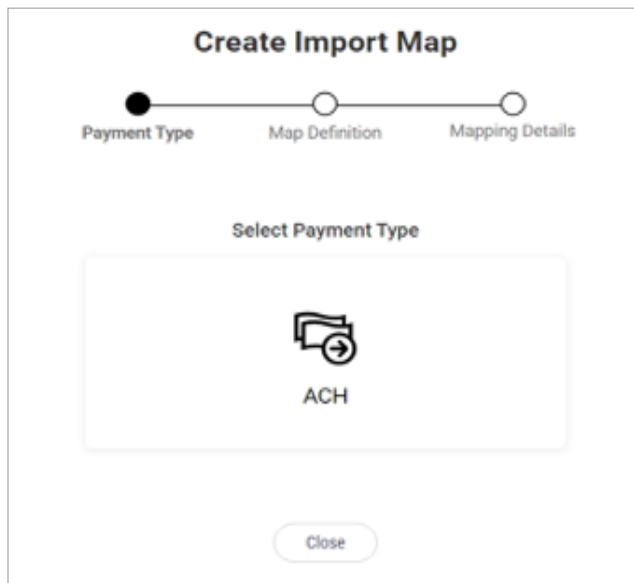 Create Import Map
Payment Type Map Definition Mapping Details
Select Payment Type
ACH
Close